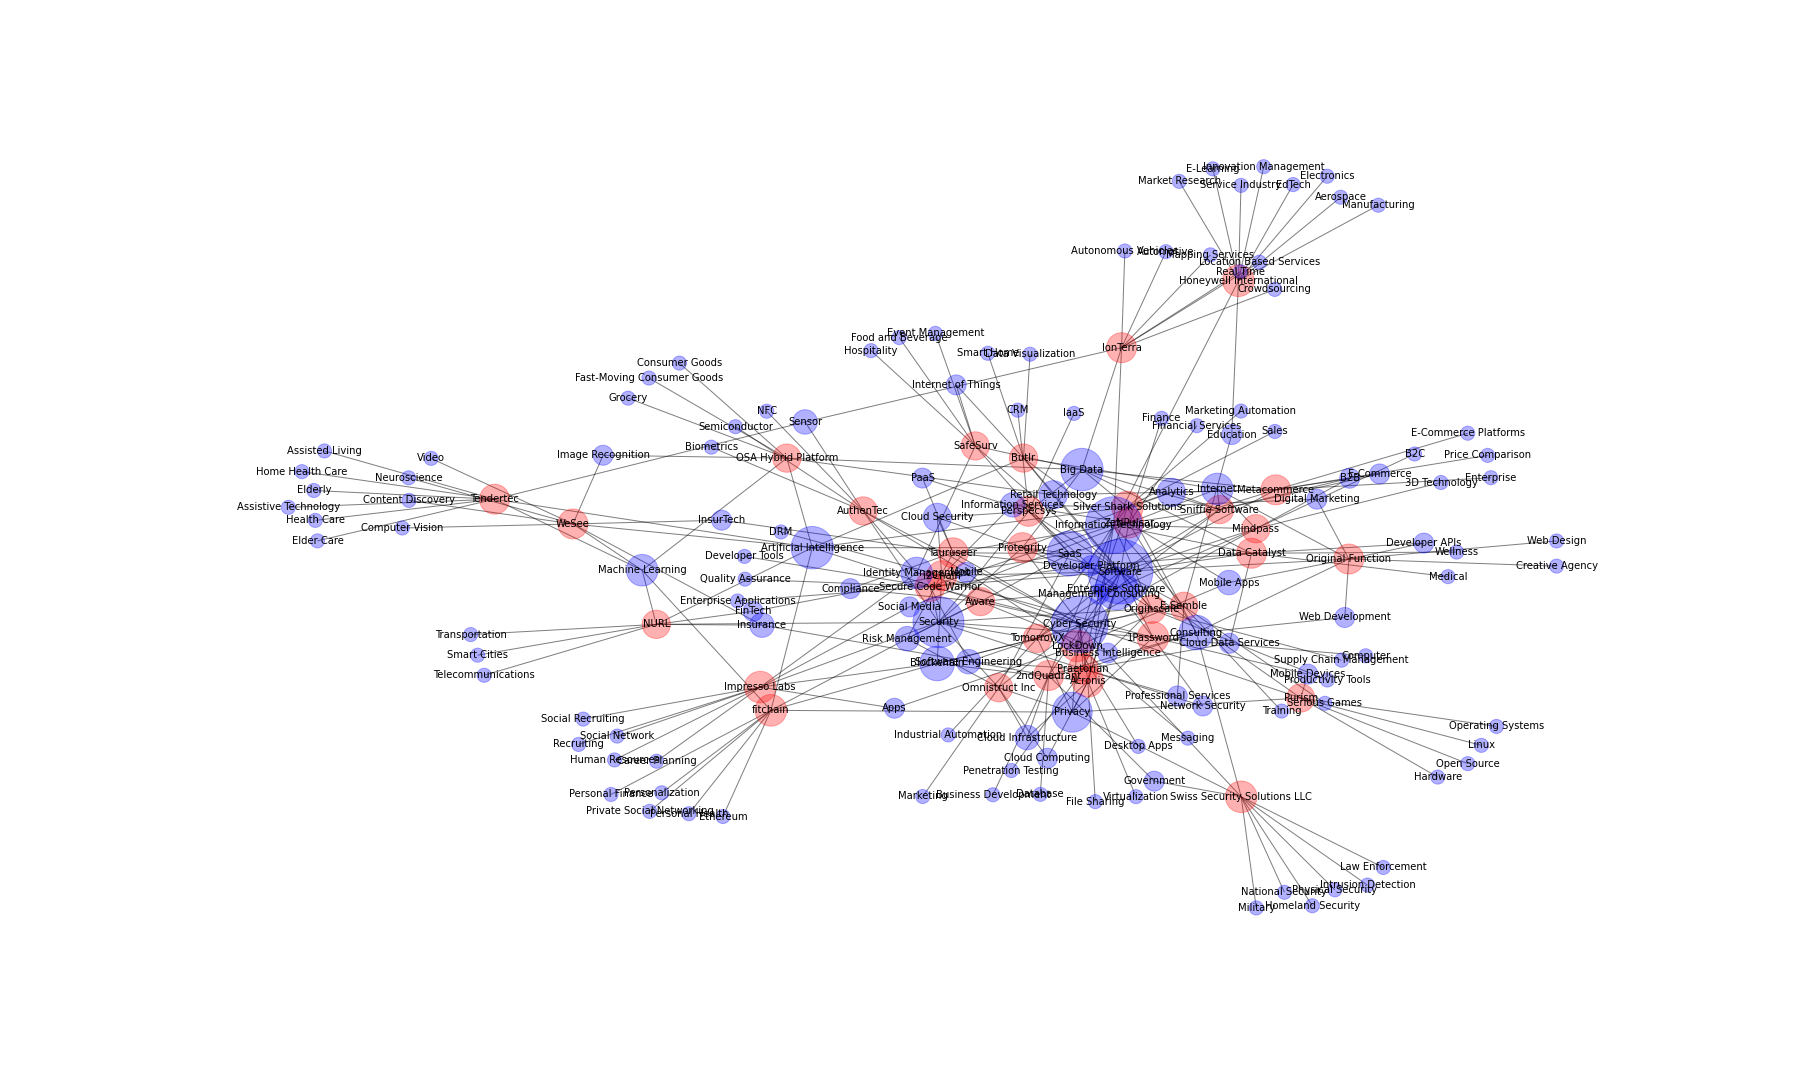 Innovation Management
E-Learning
Electronics
Market Research
Service Industry
EdTech
Aerospace
Manufacturing
Autonomous Vehicles
Automotive
Mapping Services
Location Based Services
Real Time
Honeywell International
Crowdsourcing
Event Management
Food and Beverage
IonTerra
Hospitality
Smart Home
Data Visualization
Consumer Goods
Fast-Moving Consumer Goods
Internet of Things
Grocery
NFC
CRM
IaaS
Marketing Automation
Finance
Semiconductor
Sensor
Financial Services
Education
Sales
E-Commerce Platforms
Biometrics
SafeSurv
Assisted Living
Video
Image Recognition
OSA Hybrid Platform
Butlr
B2C
Price Comparison
Home Health Care
Neuroscience
Big Data
E-Commerce
PaaS
B2B
Enterprise
3D Technology
Elderly
Content Discovery
Tendertec
Retail Technology
Analytics
Internet
Metacommerce
Digital Marketing
Assistive Technology
Information Services
Silver Shark Solutions
Perspecsys
Sniffie Software
AuthenTec
Health Care
Cloud Security
InsurTech
WeSee
Computer Vision
Information Technology
Mindpass
DRM
Elder Care
Artificial Intelligence
Protegrity
Developer APIs
Web Design
Developer Tools
Tauruseer
SaaS
Data Catalyst
Wellness
Original Function
Machine Learning
Identity Management
Mobile
Developer Platform
Software
Creative Agency
Quality Assurance
Medical
Secure Code Warrior
Compliance
Enterprise Software
Mobile Apps
Management Consulting
Enterprise Applications
Social Media
Aware
Originscale
E-Semble
FinTech
Web Development
NURL
Insurance
Security
Cyber Security
Consulting
Transportation
Risk Management
TomorrowX
1Password
Cloud Data Services
LockDown
Business Intelligence
Smart Cities
Blockchain
Software Engineering
Computer
Supply Chain Management
Telecommunications
Praetorian
2ndQuadrant
Acronis
Mobile Devices
Productivity Tools
Impresso Labs
Omnistruct Inc
Professional Services
Purism
Serious Games
fitchain
Apps
Privacy
Network Security
Training
Social Recruiting
Operating Systems
Social Network
Industrial Automation
Cloud Infrastructure
Messaging
Recruiting
Desktop Apps
Linux
Human Resources
Career Planning
Cloud Computing
Open Source
Penetration Testing
Hardware
Government
Personal Finance
Personalization
Marketing
Business Development
Database
File Sharing
Virtualization
Swiss Security Solutions LLC
Private Social Networking
Personal Health
Ethereum
Law Enforcement
Intrusion Detection
National Security
Physical Security
Military
Homeland Security